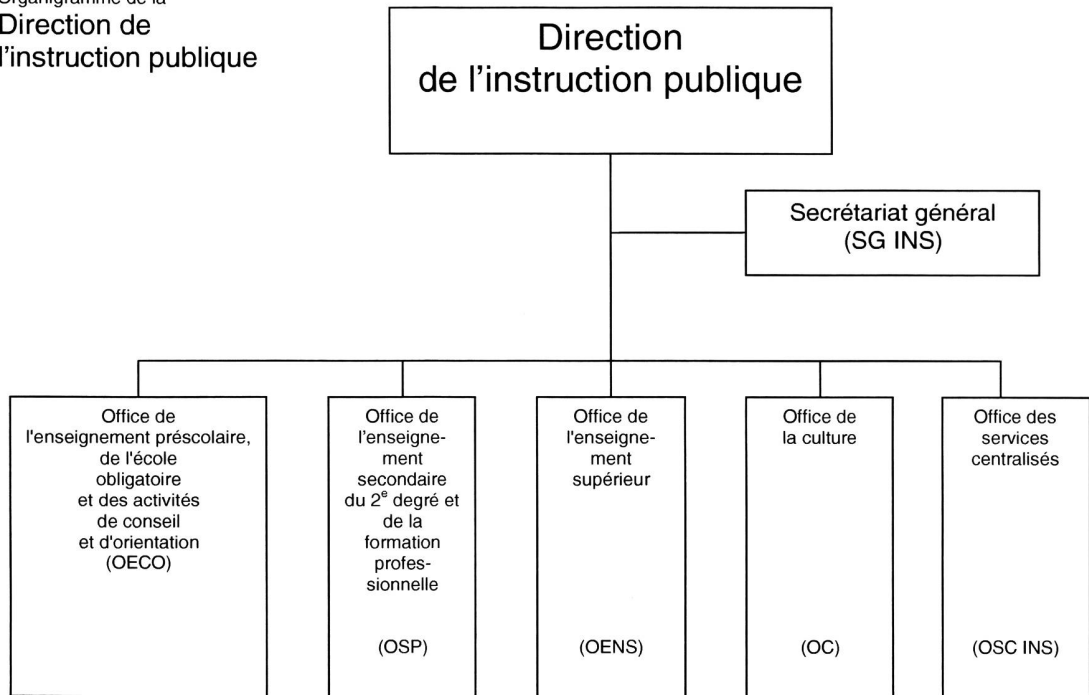 Organigramme de la
Direction de
l'instruction publique
Direction
de l'instruction publique
Secrétariat général
(SG INS)
Office de
l'enseignement préscolaire,
de l'école
obligatoire
et des activités
de conseil
et d'orientation
(OECO)
Office de
l'enseigne-
ment
secondaire
du 2e degré et
de la
formation
profes-
sionnelle
(OSP)
Office de
l'enseigne-
ment
supérieur
(OENS)
Office de
la culture
(OC)
Office des
services
centralisés
(OSC INS)